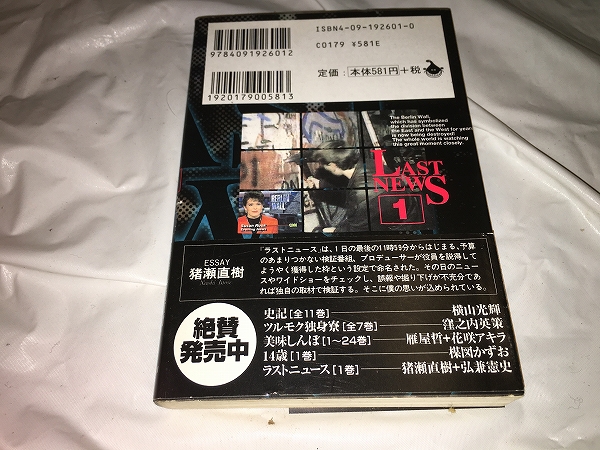 ISBN4-09-192601-0
C0179 ¥581E
9784091926012
定価:本体581円+税
1920179005813
The Berlin Wall,
which has symbolized
the division between
the East and the West for years
is now being destroyed!
The whole world is watching
this great moment closely.
LAST
NEWS
1
ESSAY
猪瀬直樹
Naoki Inose
「ラストニュース」は、1日の最後の11時59分からはじまる、予算
のあまりつかない検証番組、プロデューサーが役員を説得して
ようやく獲得した枠という設定で命名された。その日のニュー
スやワイドショーをチェックし、誤報や掘り下げが不充分であ
れば独自の取材で検証する。そこに僕の思いが込められている。
絶賛
発売中
史記[全11巻] 横山光輝
ツルモク独身寮[全7巻] 窪之内英策
美味しんぼ[1〜24巻] 雁屋哲+花咲アキラ
14歳[1巻] 楳図かずお
ラストニュース[1巻] 猪瀬直樹+弘兼憲史